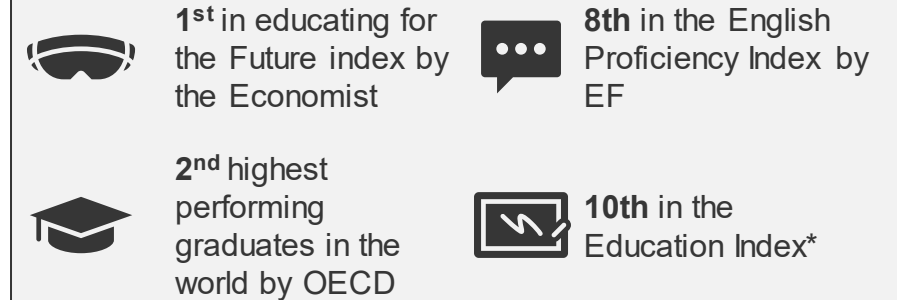 1st in educating for
the Future index by
the Economist
8th in the English
Proficiency Index by
EF
2nd highest
performing
graduates in the
world by OECD
10th in the
Education Index*